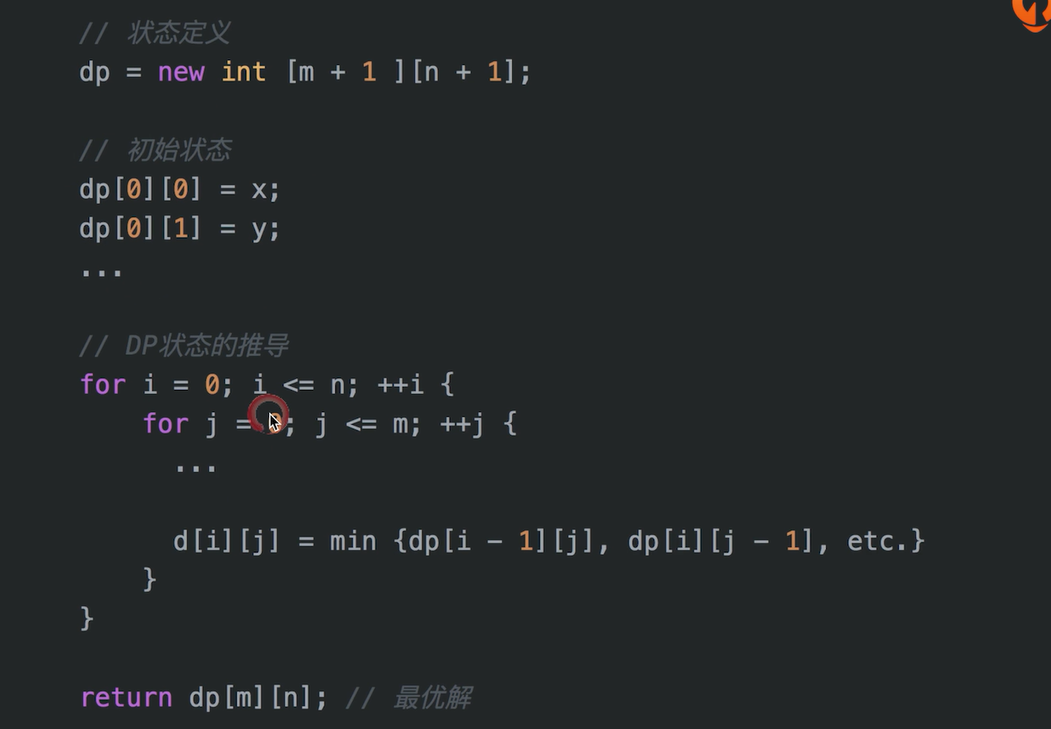 // 状态定义
dp = new int [m + 1 ][n + 1];
// 初始状态
dp[0][0] = x;
dp[0][1] = y;
...
// DP状态的推导
for i = 0; i <= n; ++i {
for j = ; j <= m; ++j {
...
d[i][j] = min {dp[i - 1][j], dp[i][j - 1], etc.}
}
}
return dp[m][n]; // 最优解